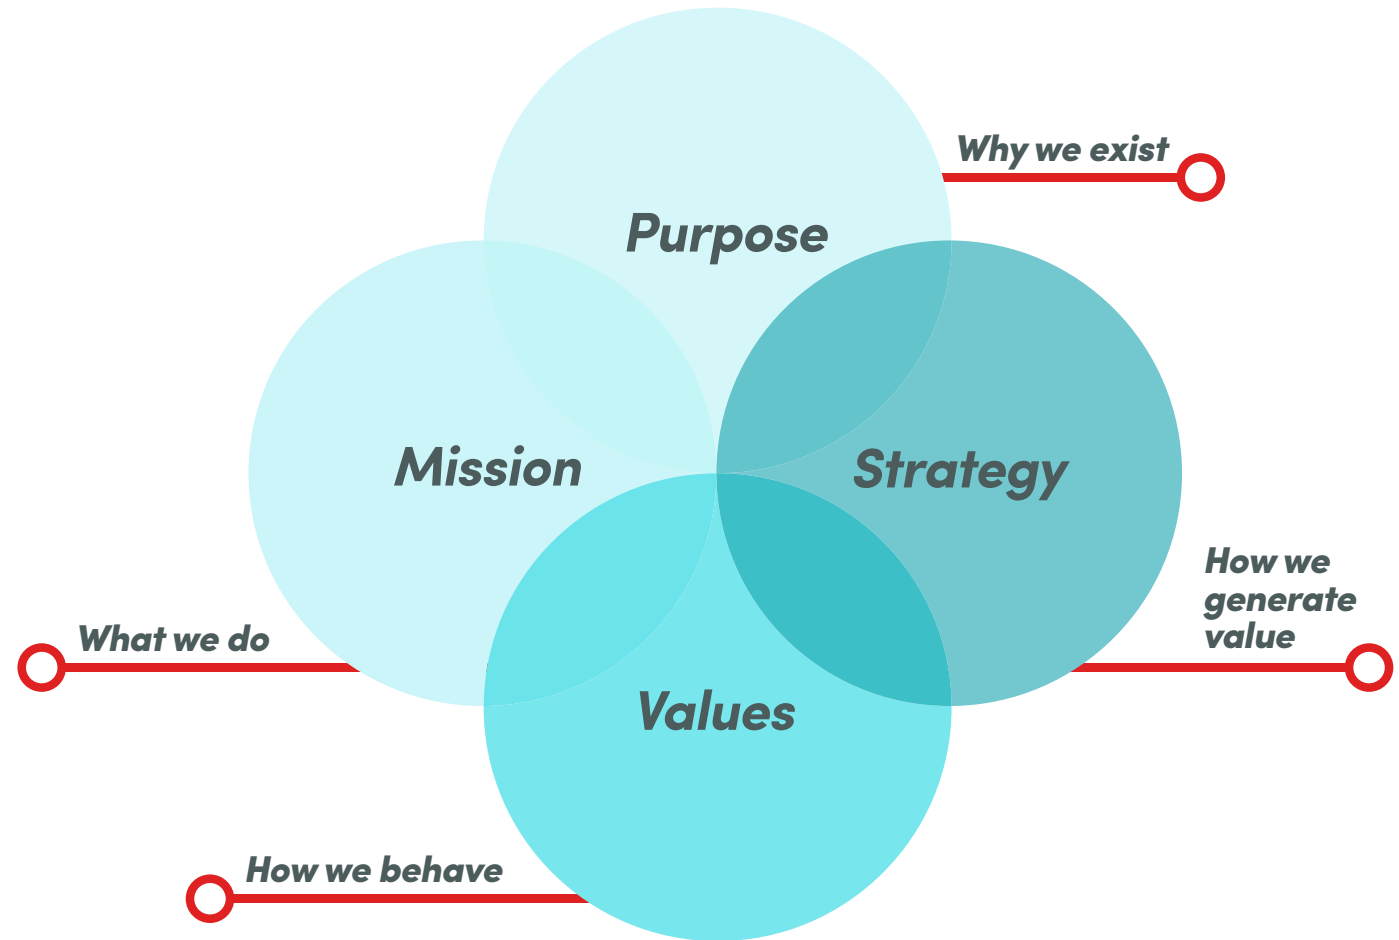 Why we exist
Purpose
Mission
Strategy
How we
generate
value
What we do
Values
How we behave